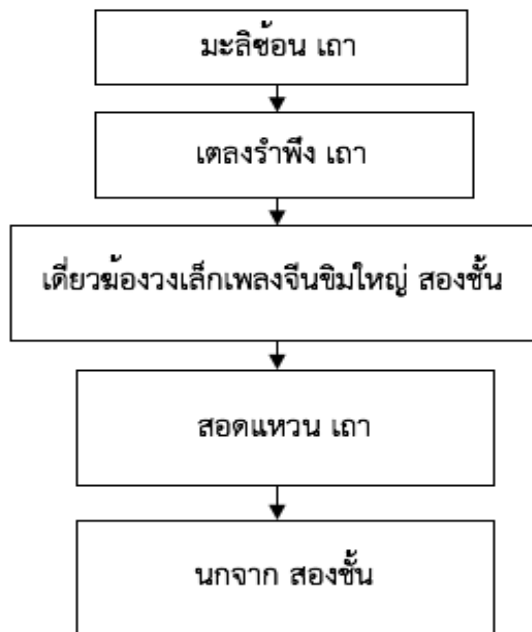 มะลิซ้อน เถา
เตลงรำพึง เถา
เดี่ยวฆ้องวงเล็กเพลงจีนขิมใหญ่ สองชั้น
สอดแหวน เถา
นกจาก สองชั้น